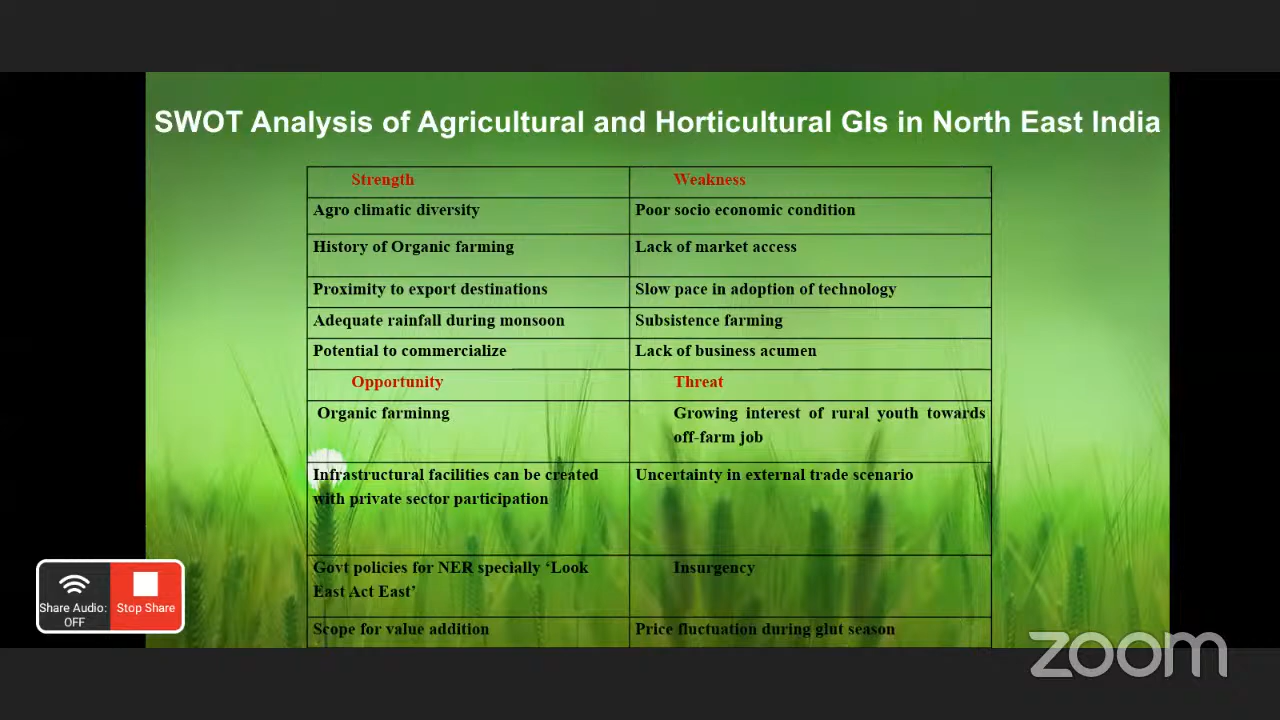 SWOT Analysis of Agricultural and Horticultural GIs in North East India
Strength Weakness
Agro climatic diversity Poor socio economic condition
History of Organic farming Lack of market access
Proximity to export destinations Slow pace in adoption of technology
Adequate rainfall during monsoon Subsistence farming
Potential to commercialize Lack of business acumen
Opportunity Threat
Organic farminng Growing interest of rural youth towards
off-farm job
Infrastructural facilities can be created Uncertainty in external trade scenario
with private sector participation
Govt policies for NER specially ‘Look Insurgency
East Act East’
Scope for value addition Price fluctuation during glut season
Share Audio: Stop Share
OFF
zoom